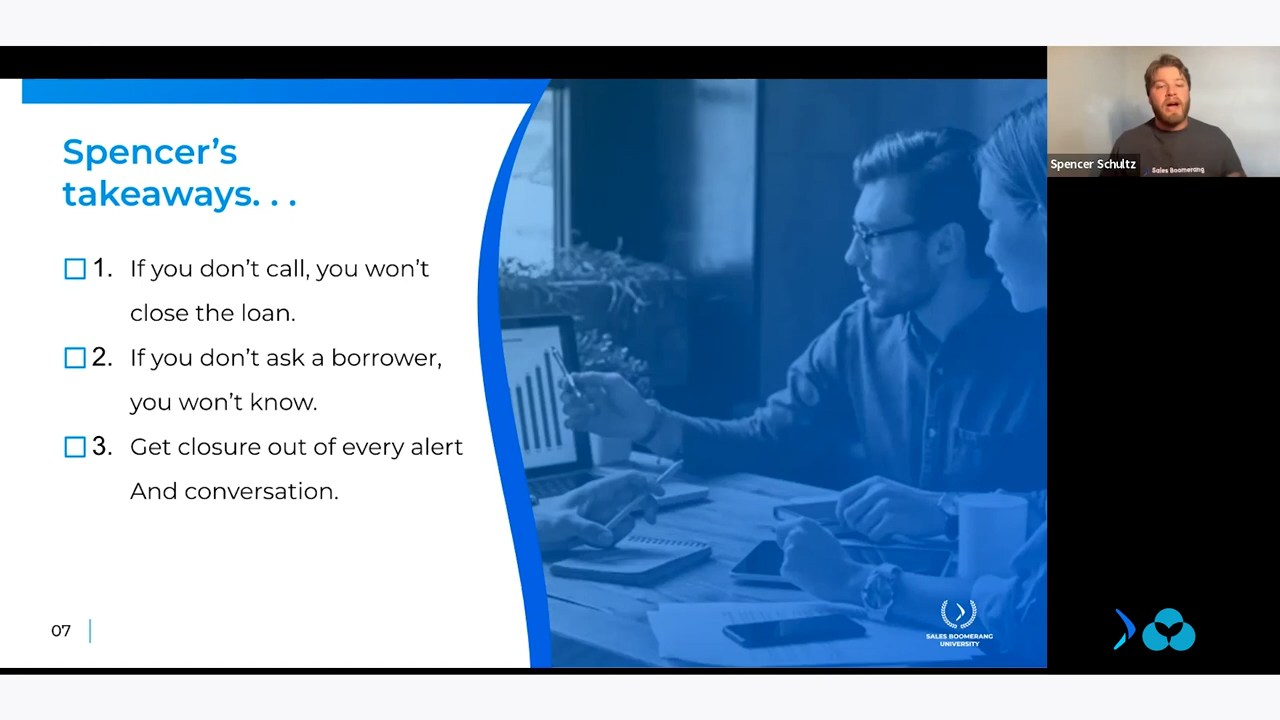 Spencer’s
takeaways. . .
1. If you don’t call, you won’t
close the loan.
2. If you don’t ask a borrower,
you won’t know.
3. Get closure out of every alert
And conversation.
07
SALES BOOMERANG
UNIVERSITY
Spencer Schultz
Sales Boomerang